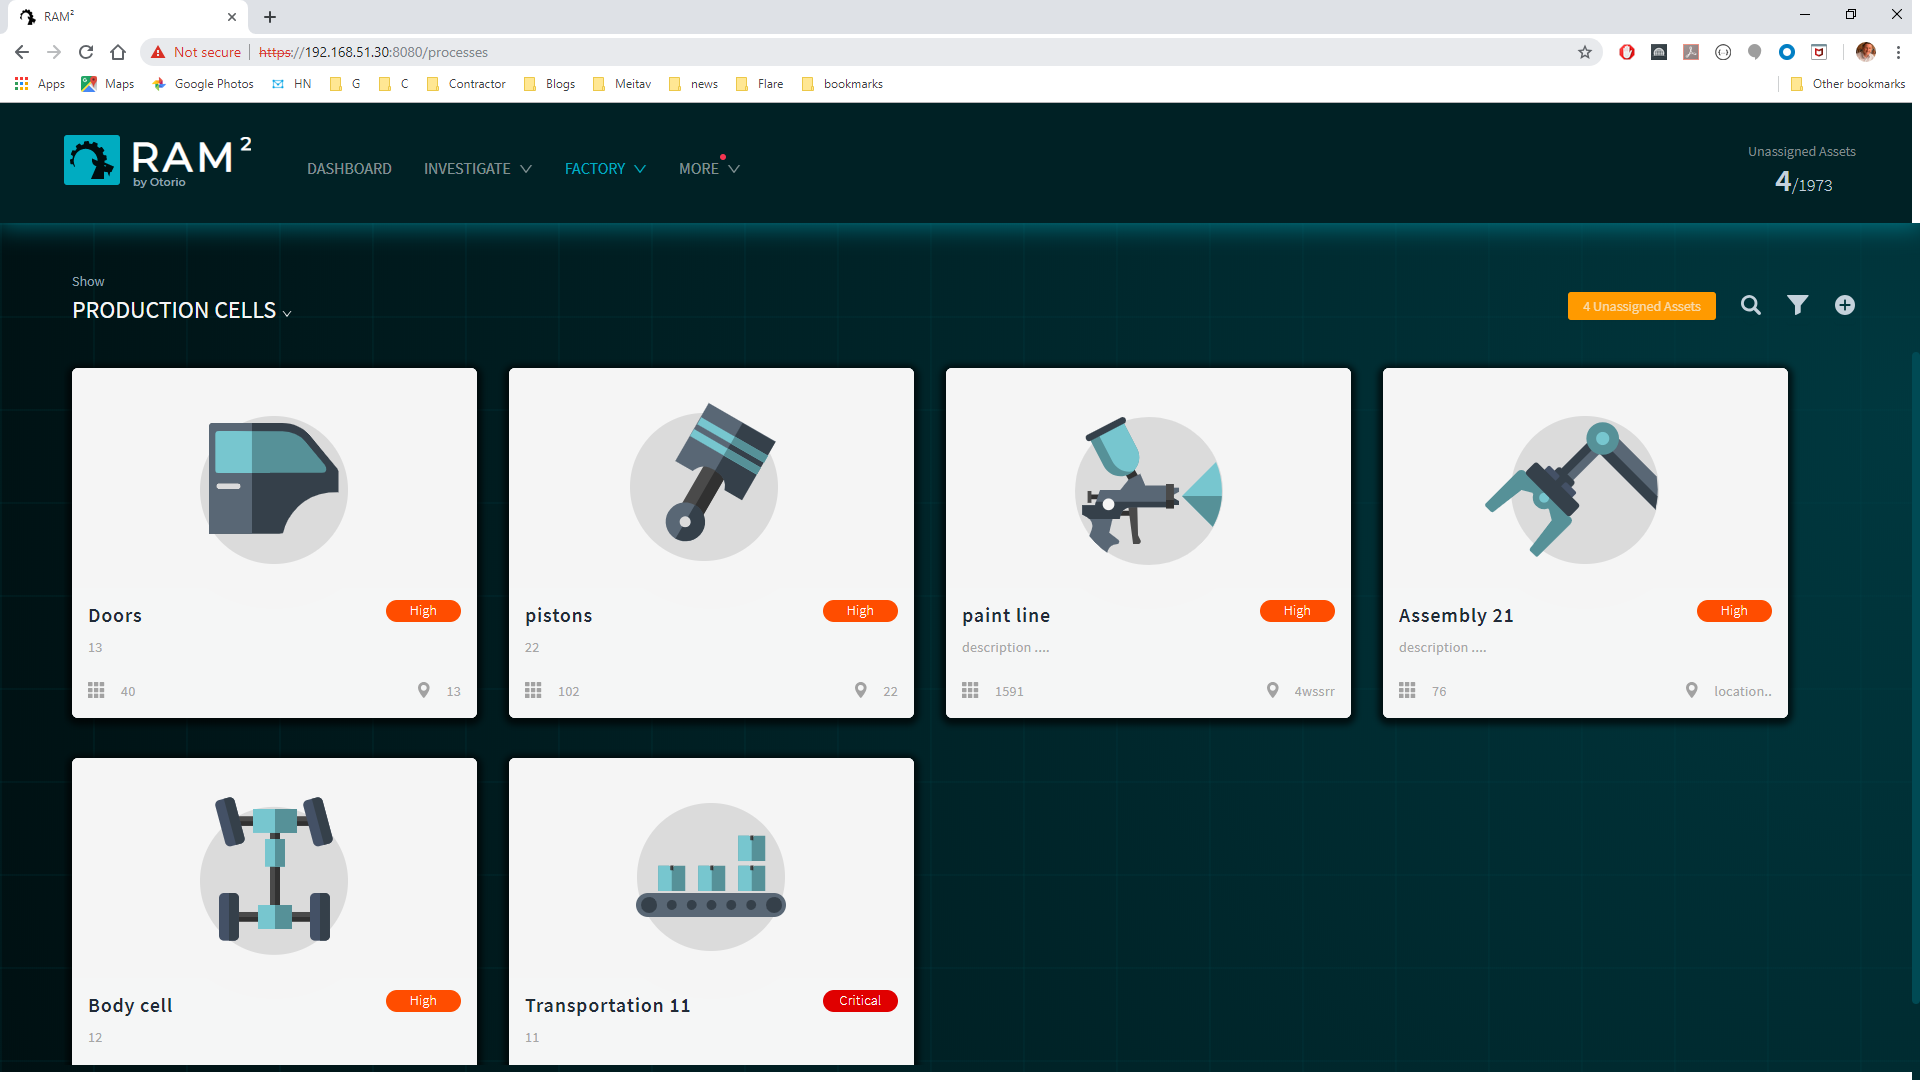 RAM²
Not secure
https://192.168.51.30:8080/processes
Apps Maps Google Photos HN G C Contractor Blogs Meitav news Flare bookmarks Other bookmarks
RAM²
by Otorio
DASHBOARD INVESTIGATE FACTORY MORE
Unassigned Assets
4/1973
Show
PRODUCTION CELLS
4 Unassigned Assets
Doors High
13
40 13
pistons High
22
102 22
paint line High
description ....
1591 4wssrr
Assembly 21 High
description ....
76 location..
Body cell High
12
Transportation 11 Critical
11